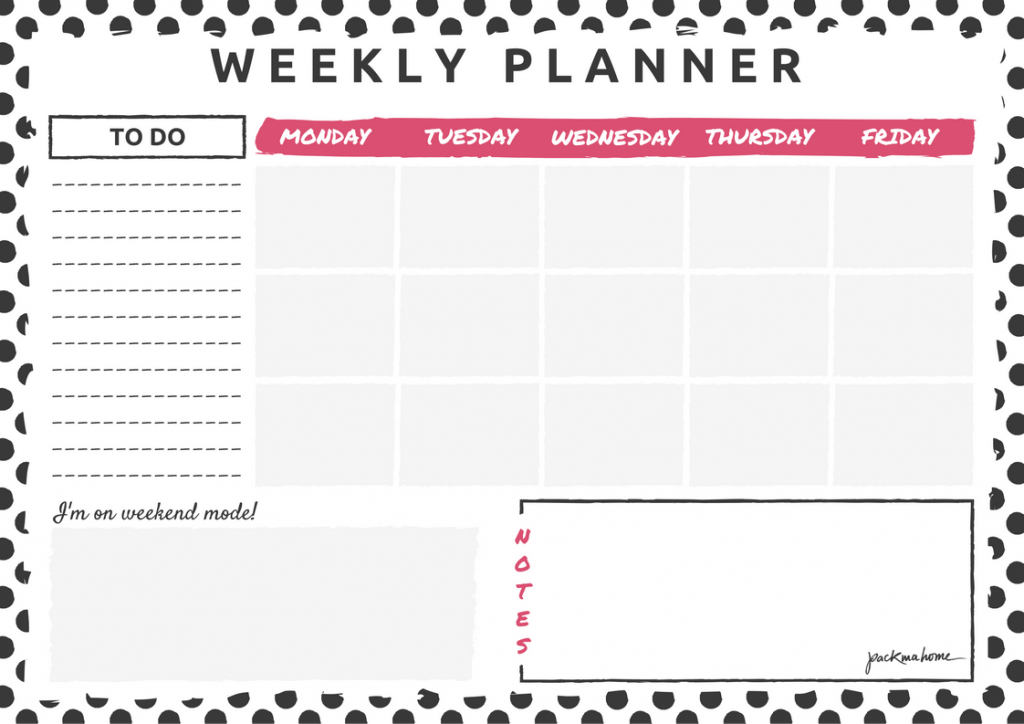 WEEKLY PLANNER
TO DO
MONDAY TUESDAY WEDNESDAY THURSDAY FRIDAY
I'm on weekend mode!
NOTES
packmahome